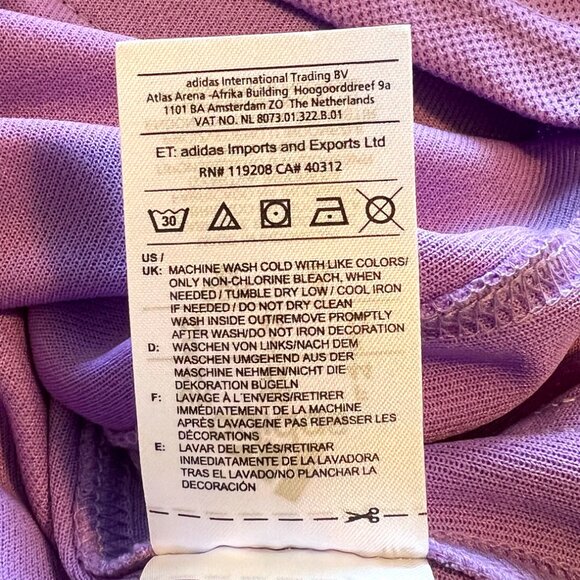 adidas International Trading BV
Atlas Arena -Afrika Building Hoogoorddreef 9a
1101 BA Amsterdam ZO The Netherlands
VAT NO. NL 8073.01.322.B.01
ET: adidas Imports and Exports Ltd
RN# 119208 CA# 40312
30
US /
UK: MACHINE WASH COLD WITH LIKE COLORS/
ONLY NON-CHLORINE BLEACH, WHEN
NEEDED / TUMBLE DRY LOW / COOL IRON
IF NEEDED / DO NOT DRY CLEAN
WASH INSIDE OUT/REMOVE PROMPTLY
AFTER WASH/DO NOT IRON DECORATION
D: WASCHEN VON LINKS/NACH DEM
WASCHEN UMGEHEND AUS DER
MASCHINE NEHMEN/NICHT DIE
DEKORATION BÜGELN
F: LAVAGE À L'ENVERS/RETIRER
IMMÉDIATEMENT DE LA MACHINE
APRÈS LAVAGE/NE PAS REPASSER LES
DÉCORATIONS
E: LAVAR DEL REVÉS/RETIRAR
INMEDIATAMENTE DE LA LAVADORA
TRAS EL LAVADO/NO PLANCHAR LA
DECORACIÓN